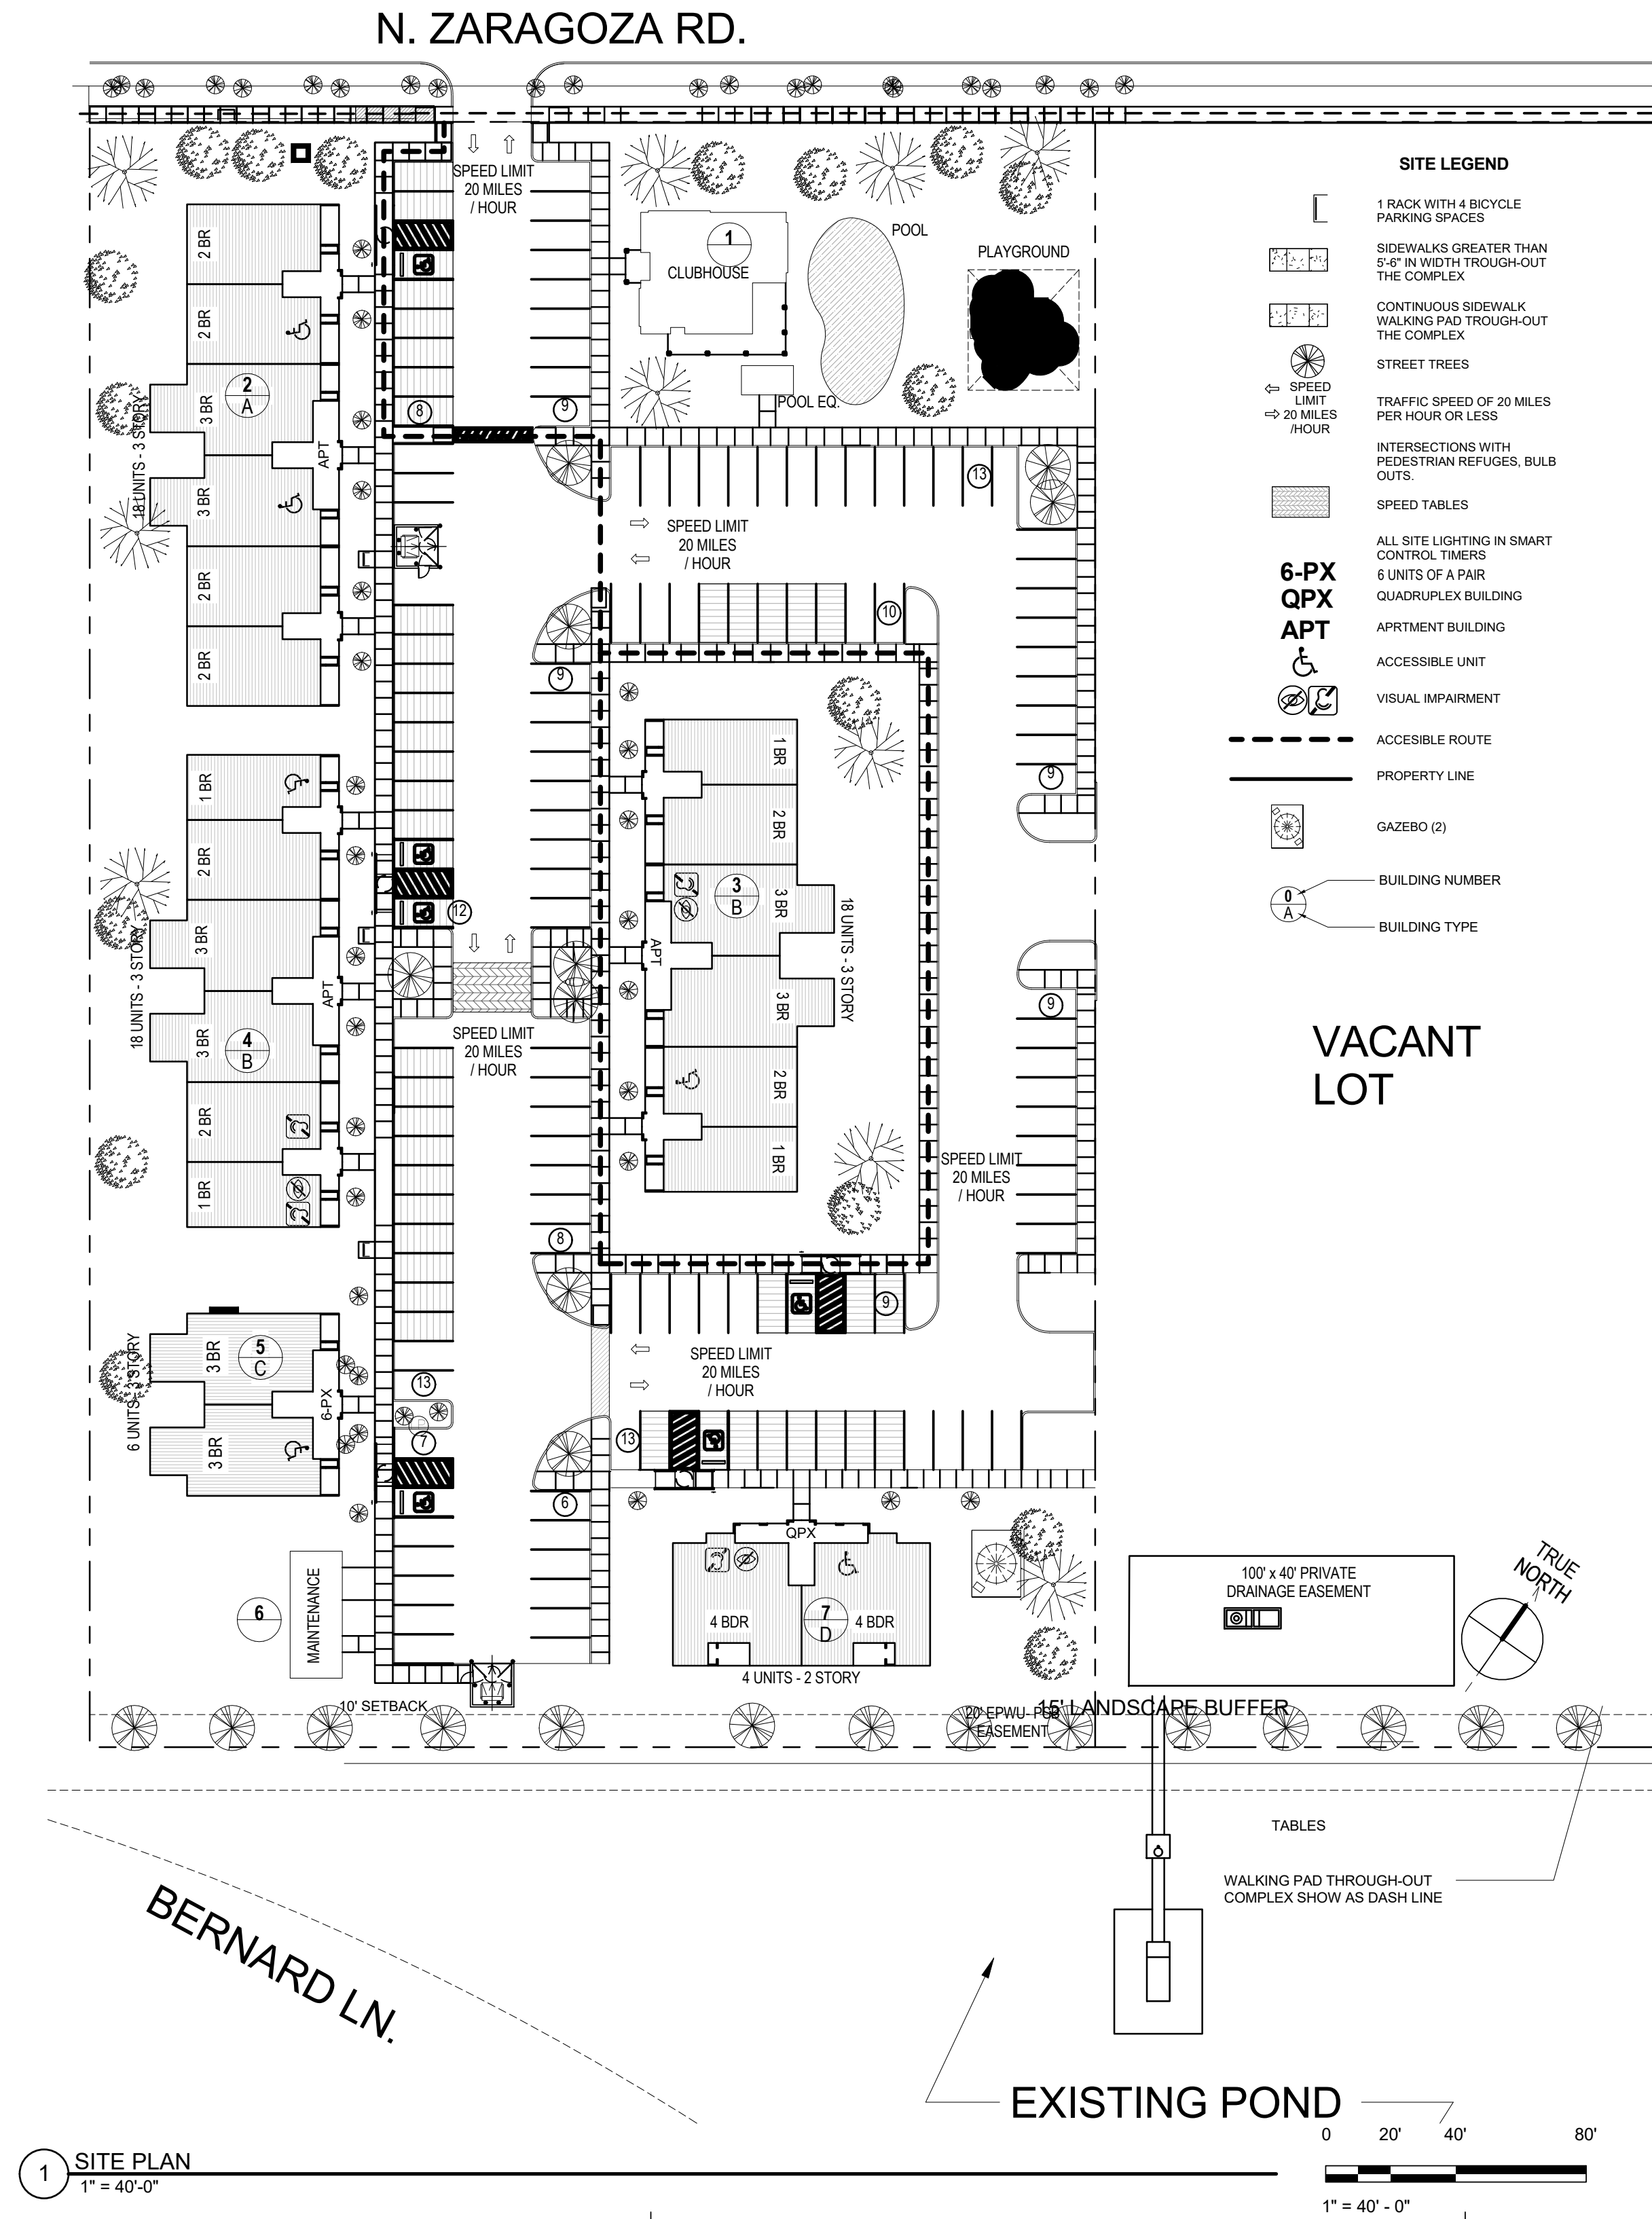 N. ZARAGOZA RD.
SPEED LIMIT
20 MILES
/ HOUR
2 BR
2 BR
2
A
3 BR
18 UNITS - 3 STORY
APT
3 BR
2 BR
2 BR
8
9
1
CLUBHOUSE
POOL
PLAYGROUND
POOL EQ.
13
SPEED LIMIT
20 MILES
/ HOUR
10
9
9
1 BR
2 BR
3 BR
18 UNITS - 3 STORY
APT
3 BR
4
B
2 BR
1 BR
12
1 BR
2 BR
3
B
3 BR
18 UNITS - 3 STORY
APT
3 BR
2 BR
1 BR
9
SPEED LIMIT
20 MILES
/ HOUR
SPEED LIMIT
20 MILES
/ HOUR
8
9
SPEED LIMIT
20 MILES
/ HOUR
5
C
3 BR
6 UNITS - 3 STORY
6-PX
3 BR
13
7
13
6
6
MAINTENANCE
QPX
4 BDR
7
D
4 BDR
4 UNITS - 2 STORY
10' SETBACK
20' EPWU- PSB
EASEMENT
15' LANDSCAPE BUFFER
SITE LEGEND
1 RACK WITH 4 BICYCLE
PARKING SPACES
SIDEWALKS GREATER THAN
5'-6" IN WIDTH TROUGH-OUT
THE COMPLEX
CONTINUOUS SIDEWALK
WALKING PAD TROUGH-OUT
THE COMPLEX
STREET TREES
SPEED
LIMIT
20 MILES
/HOUR
TRAFFIC SPEED OF 20 MILES
PER HOUR OR LESS
INTERSECTIONS WITH
PEDESTRIAN REFUGES, BULB
OUTS.
SPEED TABLES
ALL SITE LIGHTING IN SMART
CONTROL TIMERS
6-PX
6 UNITS OF A PAIR
QPX
QUADRUPLEX BUILDING
APT
APRTMENT BUILDING
ACCESSIBLE UNIT
VISUAL IMPAIRMENT
ACCESIBLE ROUTE
PROPERTY LINE
GAZEBO (2)
0
A
BUILDING NUMBER
BUILDING TYPE
VACANT
LOT
100' x 40' PRIVATE
DRAINAGE EASEMENT
TRUE
NORTH
TABLES
WALKING PAD THROUGH-OUT
COMPLEX SHOW AS DASH LINE
BERNARD LN.
EXISTING POND
0 20' 40' 80'
1" = 40' - 0"
1
SITE PLAN
1" = 40'-0"